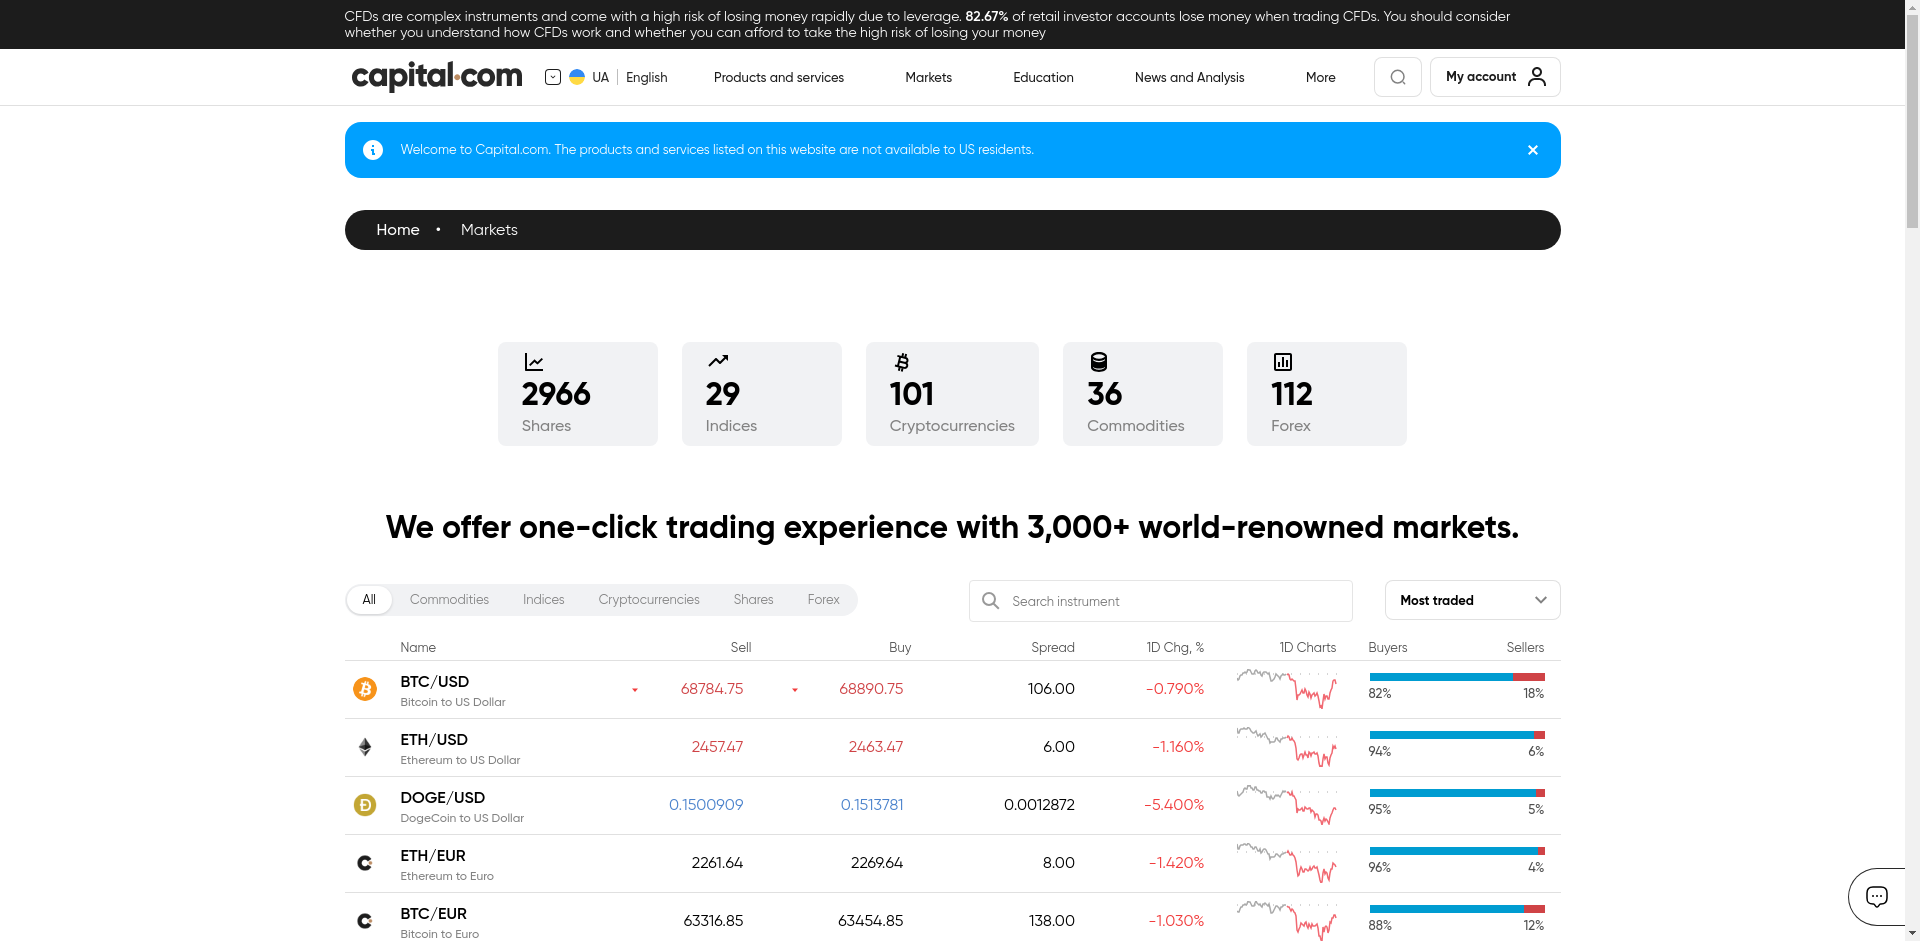 CFDs are complex instruments and come with a high risk of losing money rapidly due to leverage. 82.67% of retail investor accounts lose money when trading CFDs. You should consider
whether you understand how CFDs work and whether you can afford to take the high risk of losing your money
capital.com UA English Products and services Markets Education News and Analysis More My account
Welcome to Capital.com. The products and services listed on this website are not available to US residents.
Home • Markets
2966 29 101 36 112
Shares Indices Cryptocurrencies Commodities Forex
We offer one-click trading experience with 3,000+ world-renowned markets.
All Commodities Indices Cryptocurrencies Shares Forex Search instrument Most traded
Name Sell Buy Spread 1D Chg, % 1D Charts Buyers Sellers
BTC/USD 68784.75 68890.75 106.00 -0.790% 82% 18%
Bitcoin to US Dollar
ETH/USD 2457.47 2463.47 6.00 -1.160% 94% 6%
Ethereum to US Dollar
DOGE/USD 0.1500909 0.1513781 0.0012872 -5.400% 95% 5%
DogeCoin to US Dollar
ETH/EUR 2261.64 2269.64 8.00 -1.420% 96% 4%
Ethereum to Euro
BTC/EUR 63316.85 63454.85 138.00 -1.030% 88% 12%
Bitcoin to Euro